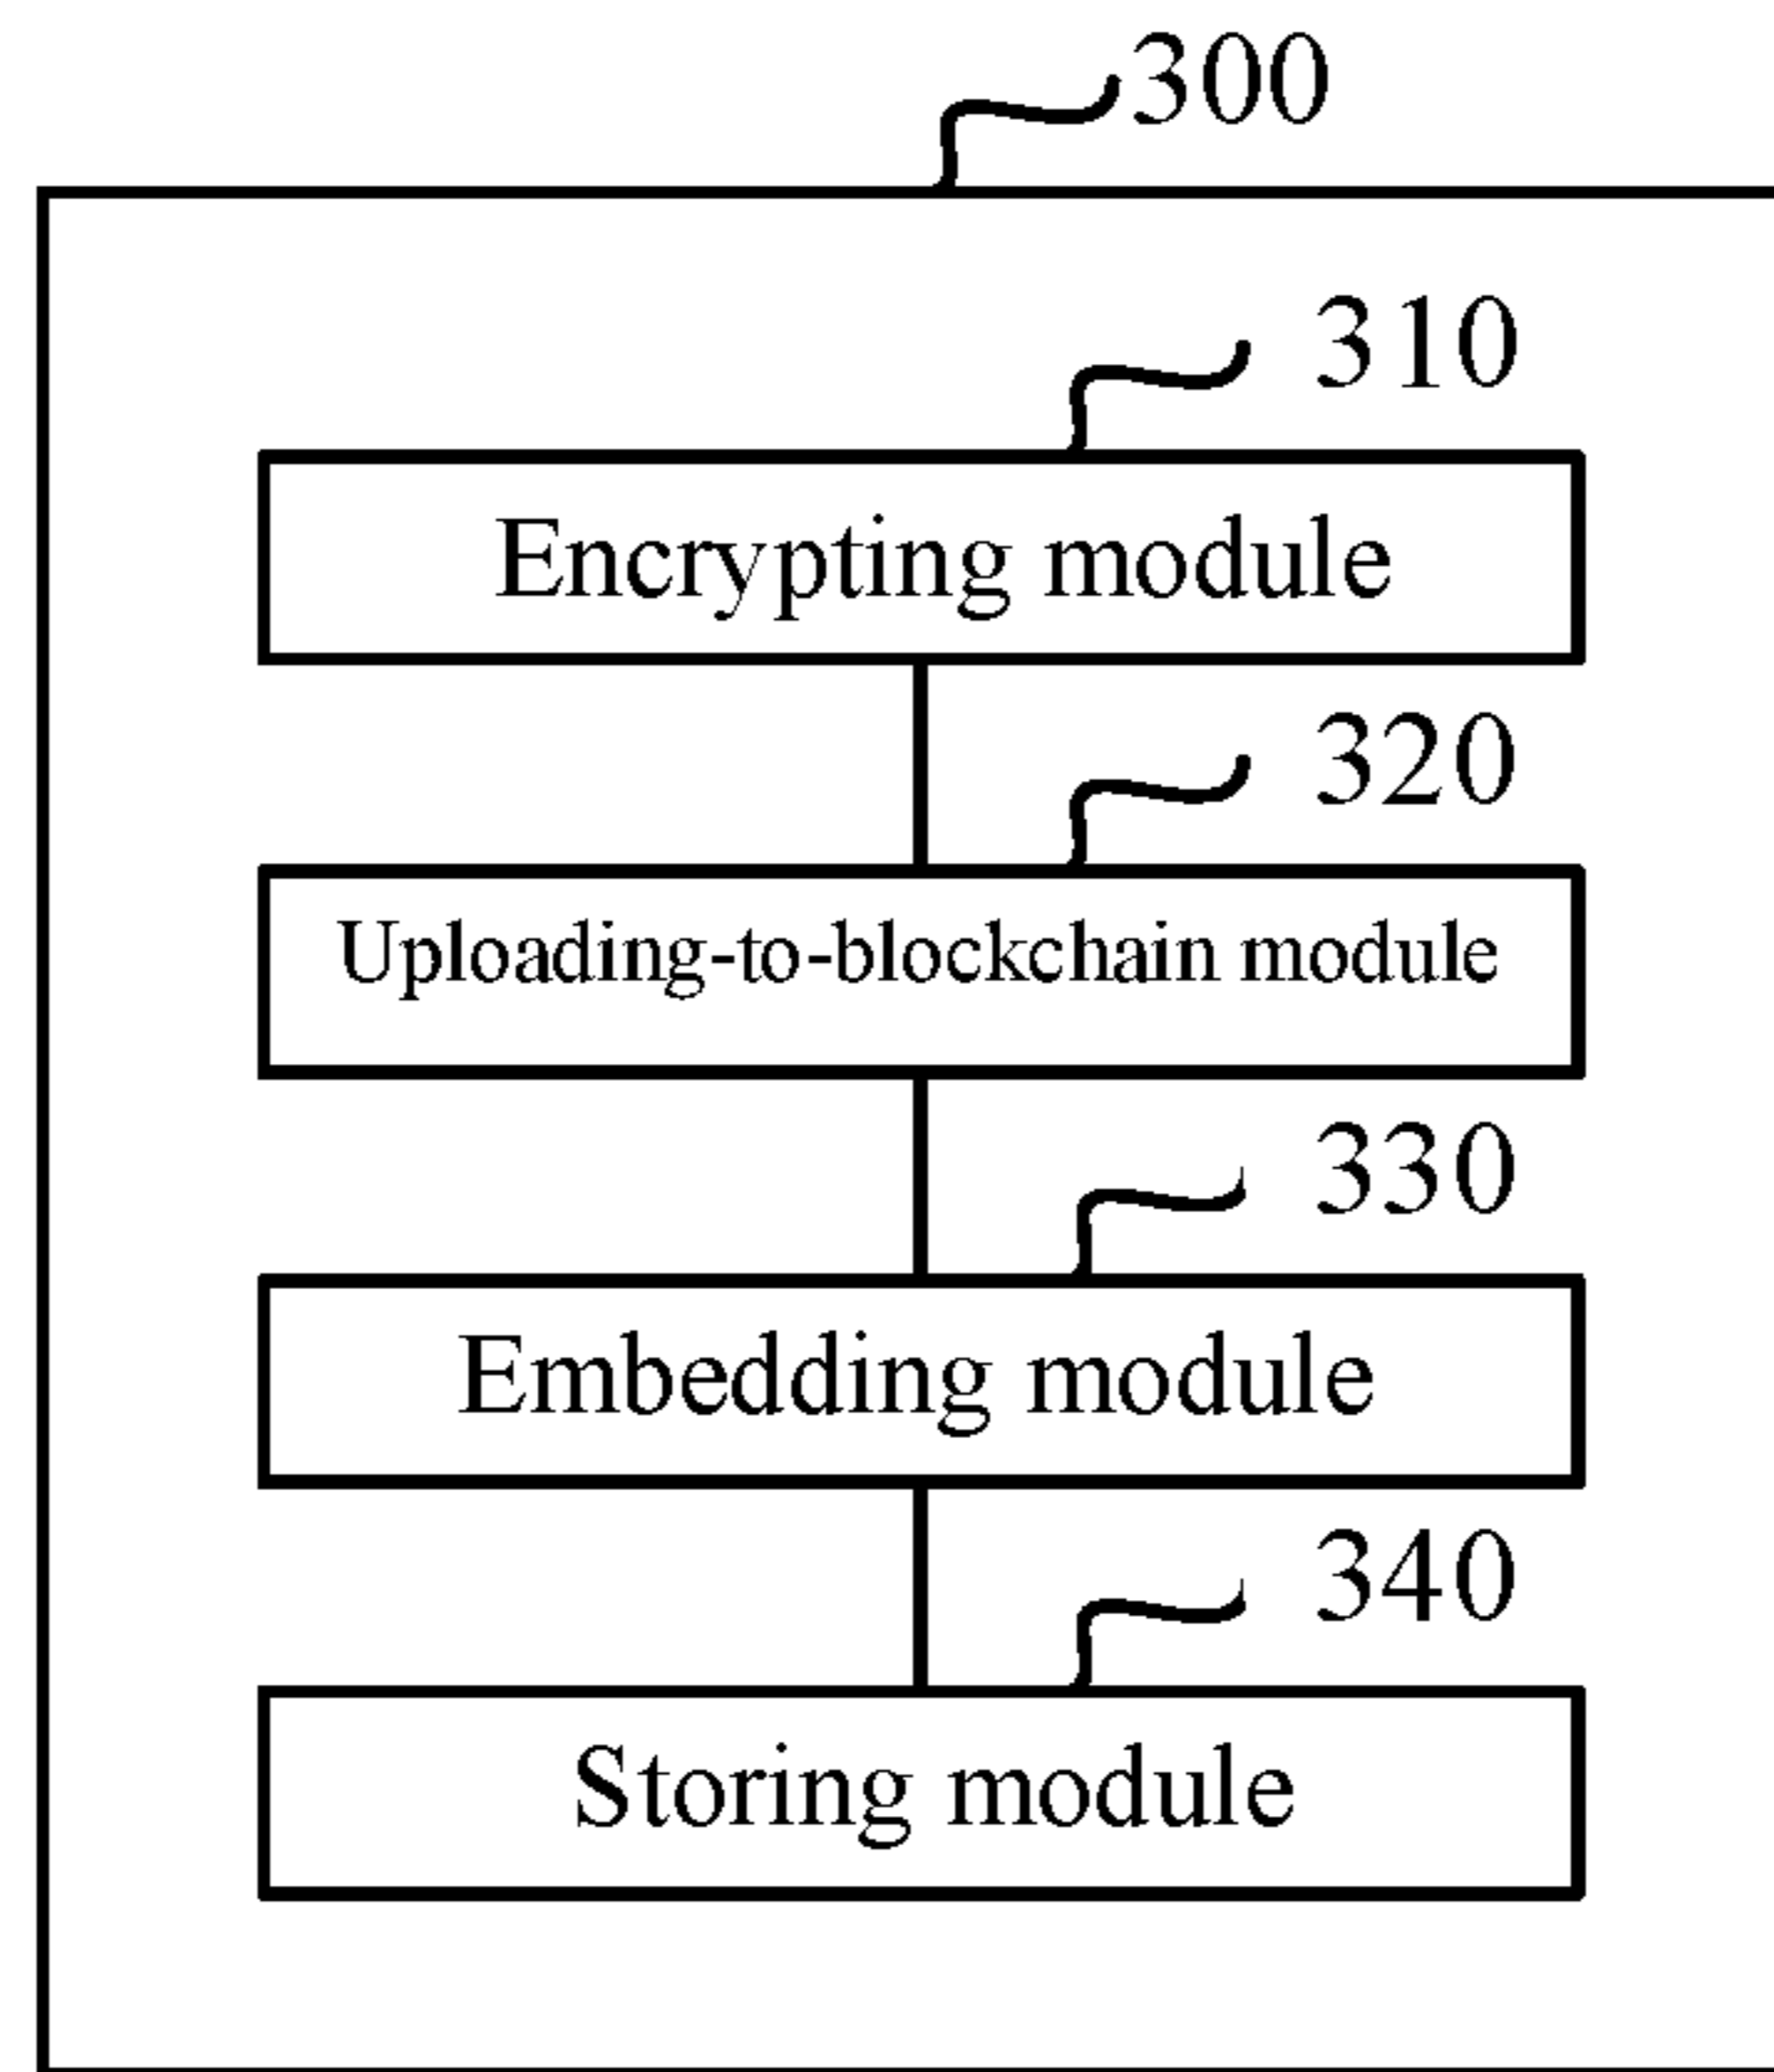 300
310
Encrypting module
320
Uploading-to-blockchain module
330
Embedding module
340
Storing module